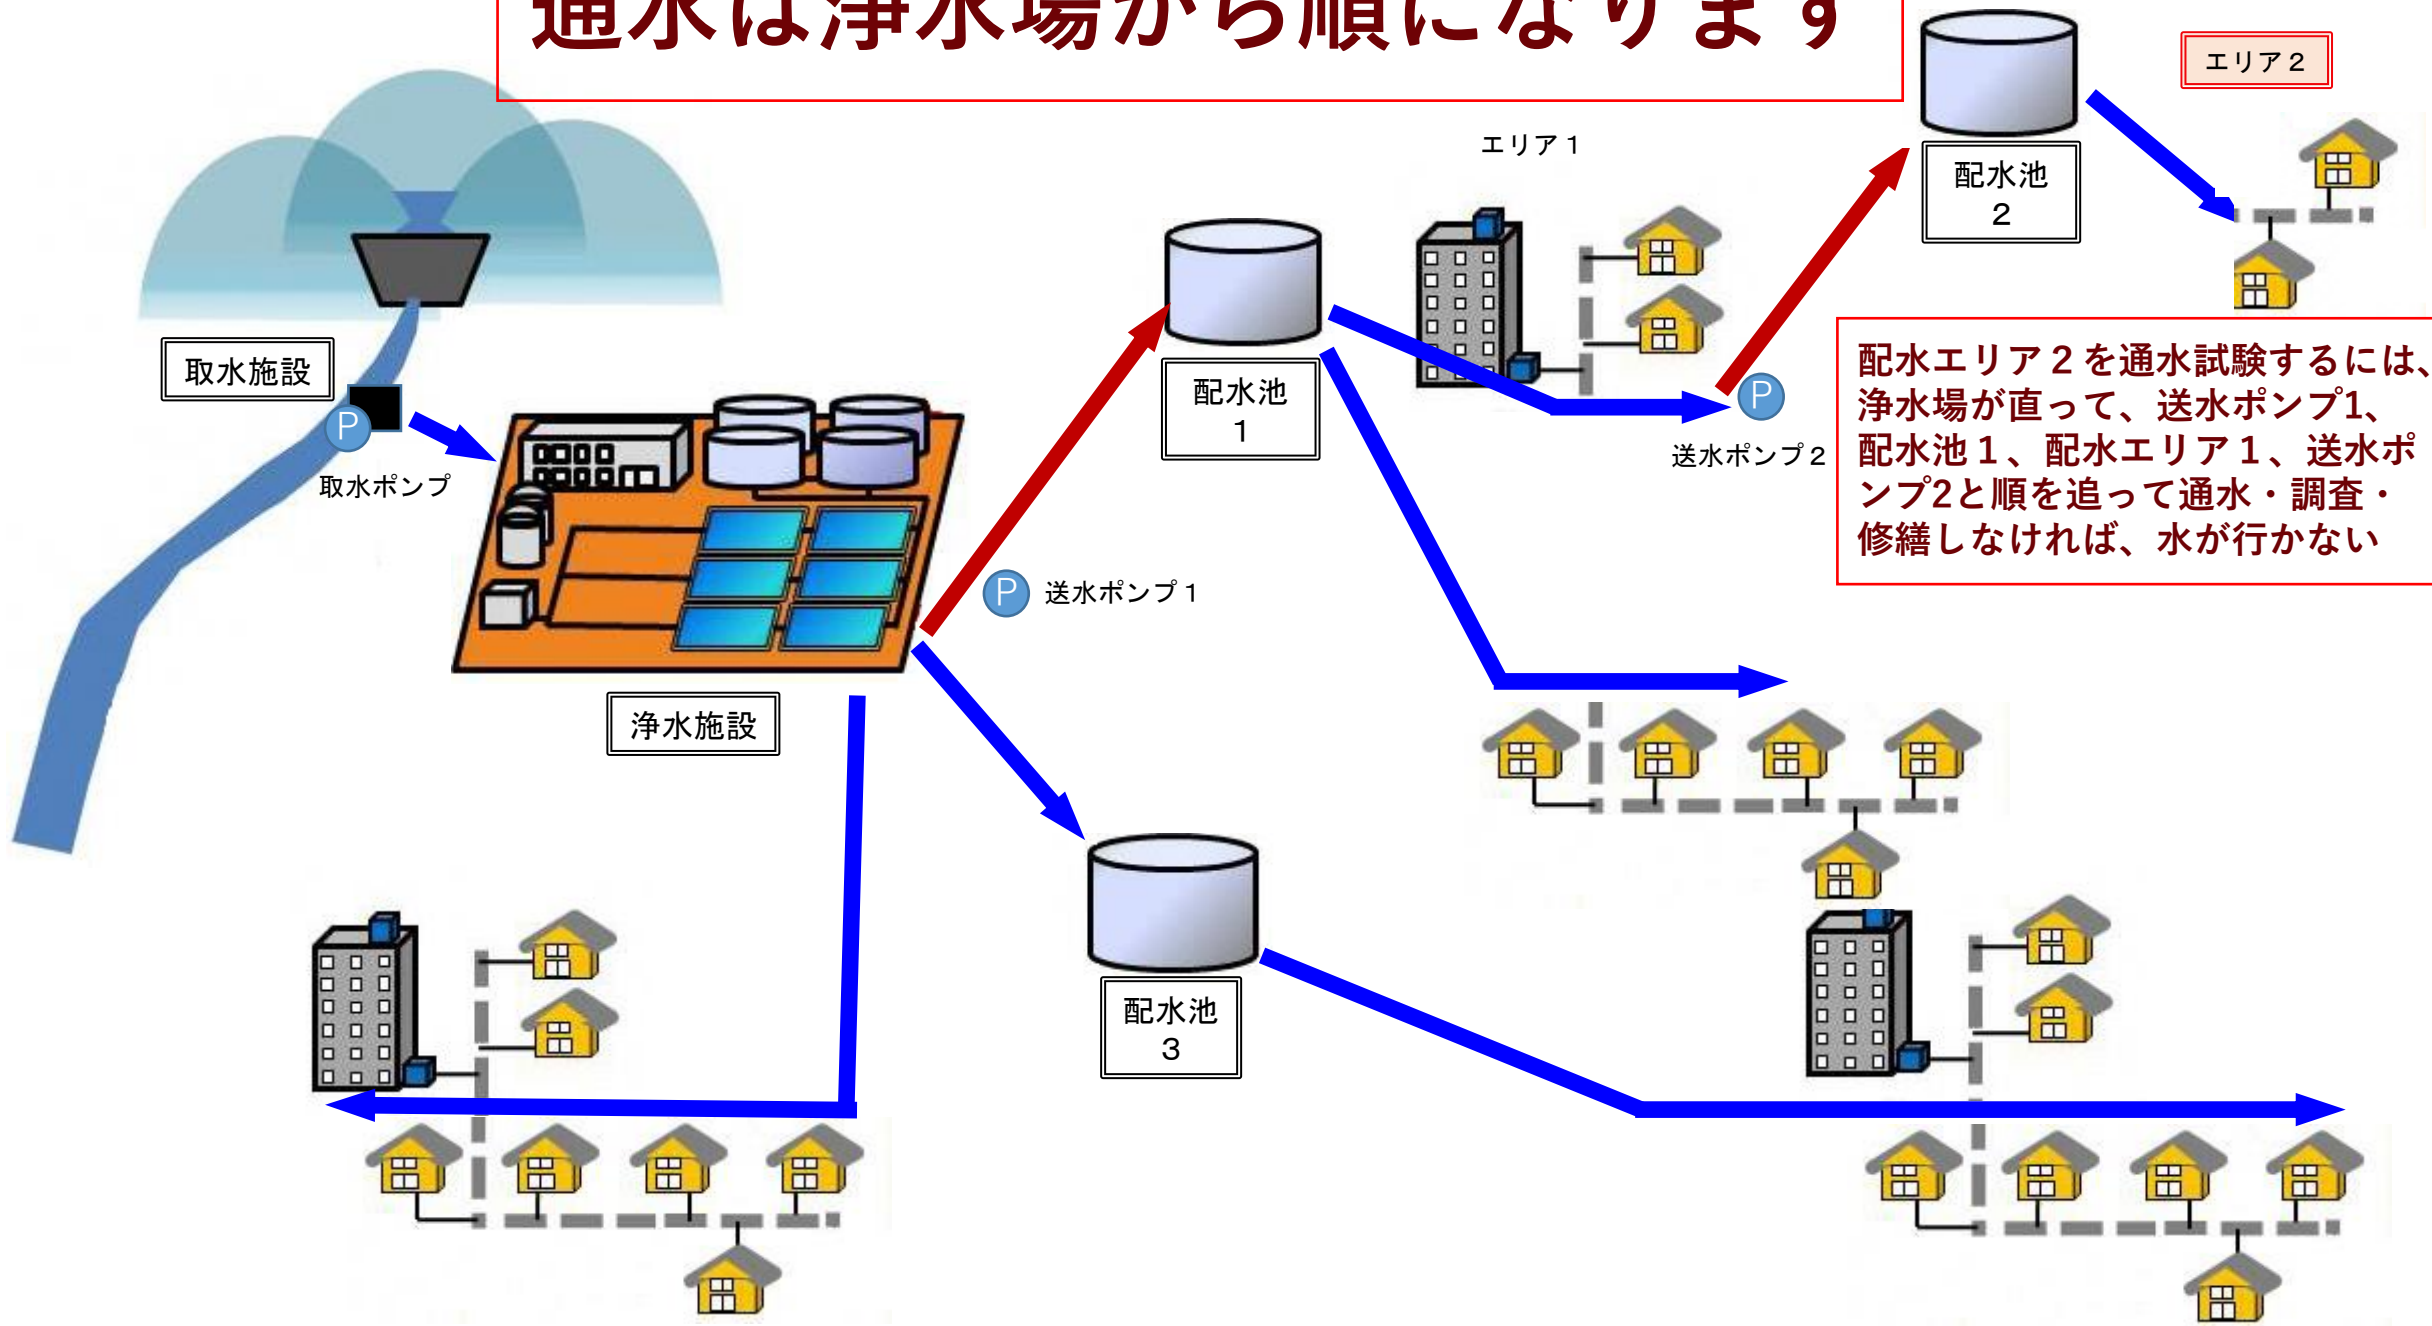 通水は浄水場から順になります
エリア２
エリア１
配水池
2
取水施設
配水池
1
P
P
取水ポンプ
送水ポンプ２
配水エリア２を通水試験するには、
浄水場が直って、送水ポンプ1、
配水池１、配水エリア１、送水ポ
ンプ2と順を追って通水・調査・
修繕しなければ、水が行かない
P
送水ポンプ１
浄水施設
配水池
3